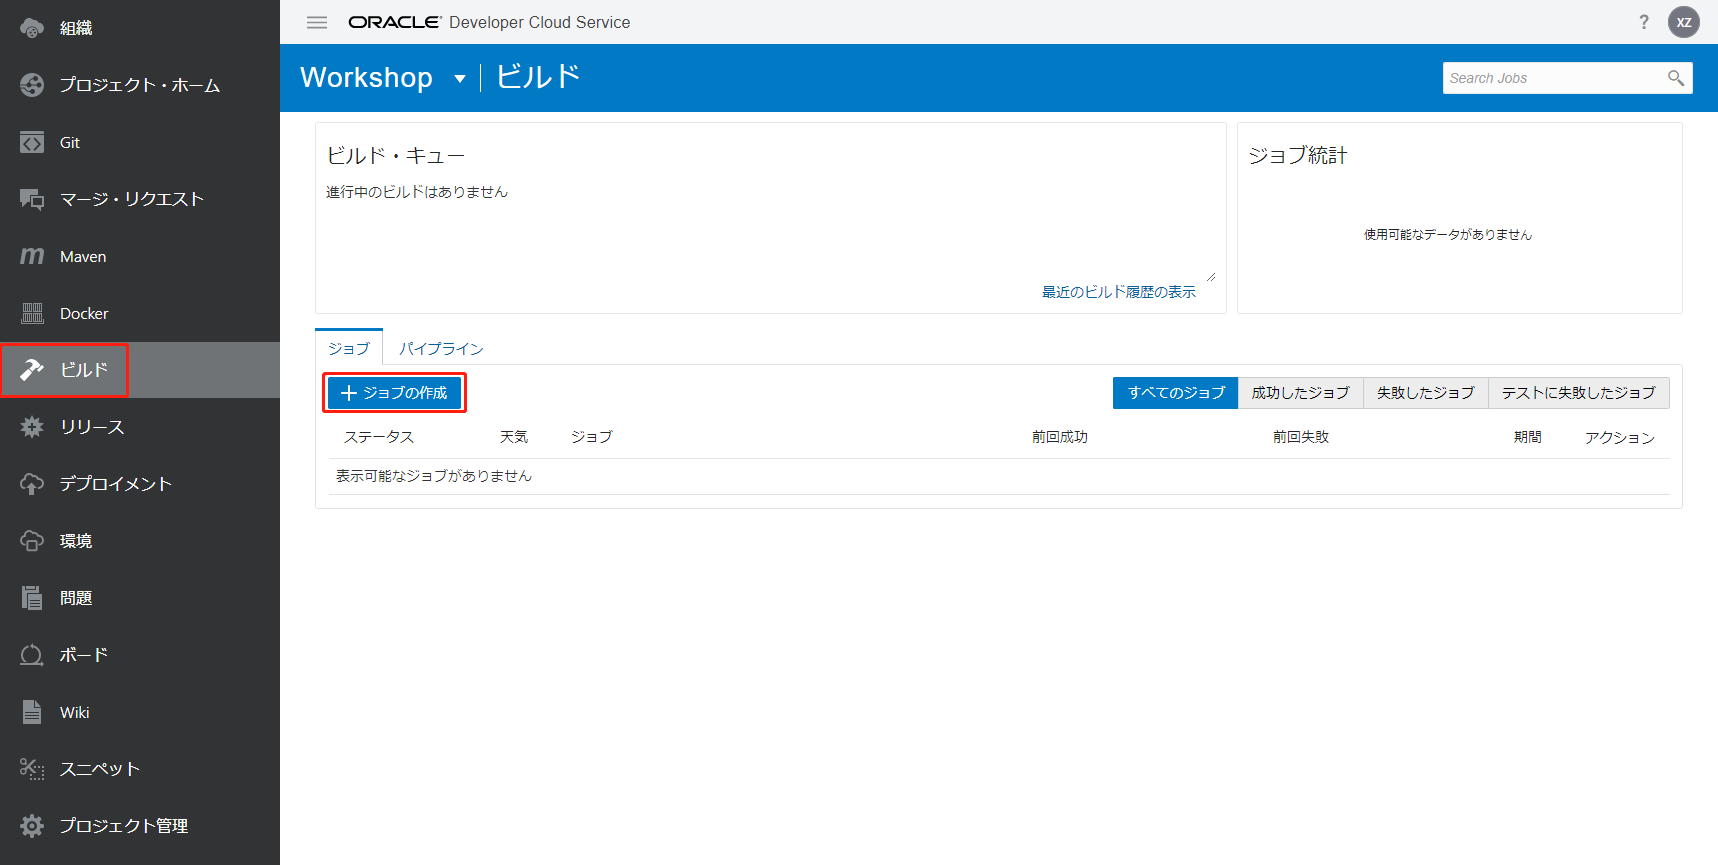 組織
プロジェクト・ホーム
Git
マージ・リクエスト
Maven
Docker
ビルド
リリース
デプロイメント
環境
問題
ボード
Wiki
スニペット
プロジェクト管理
ORACLE Developer Cloud Service
? XZ
Workshop ビルド
Search Jobs
ビルド・キュー
進行中のビルドはありません
最近のビルド履歴の表示
ジョブ統計
使用可能なデータがありません
ジョブ パイプライン
ジョブの作成
すべてのジョブ 成功したジョブ 失敗したジョブ テストに失敗したジョブ
ステータス 天気 ジョブ 前回成功 前回失敗 期間 アクション
表示可能なジョブがありません